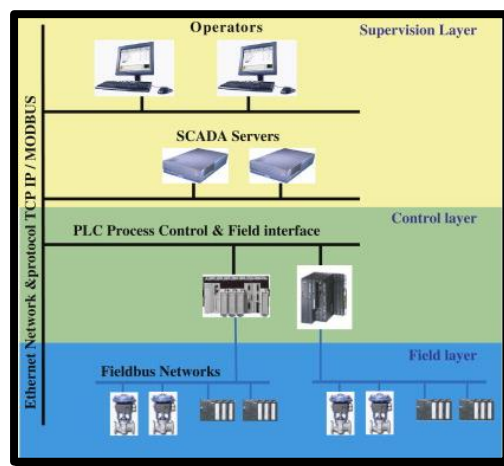 Operators
Supervision Layer
SCADA Servers
Control layer
PLC Process Control & Field interface
Field layer
Fieldbus Networks
Ethernet Network &protocol TCP IP / MODBUS